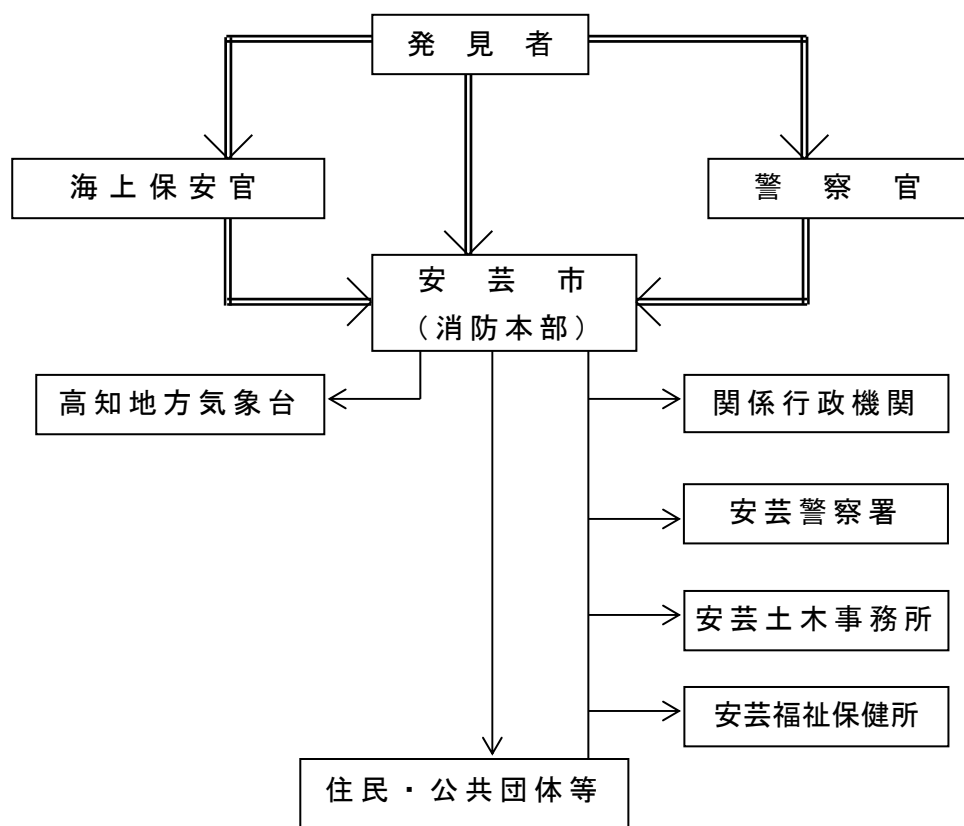 発見者
海上保安官
警察官
安芸市
（消防本部）
高知地方気象台
関係行政機関
安芸警察署
安芸土木事務所
安芸福祉保健所
住民・公共団体等